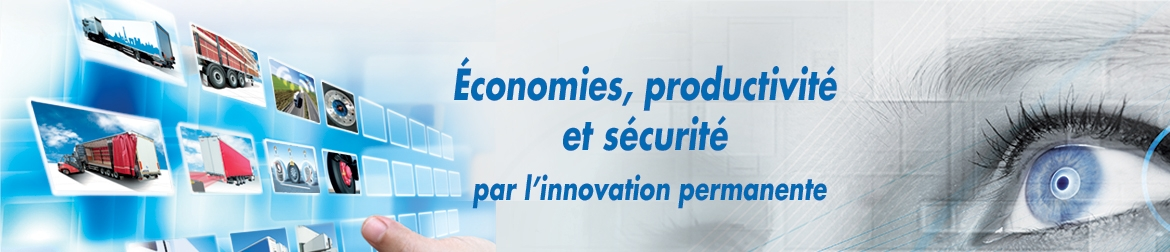 Économies, productivité
et sécurité
par l’innovation permanente